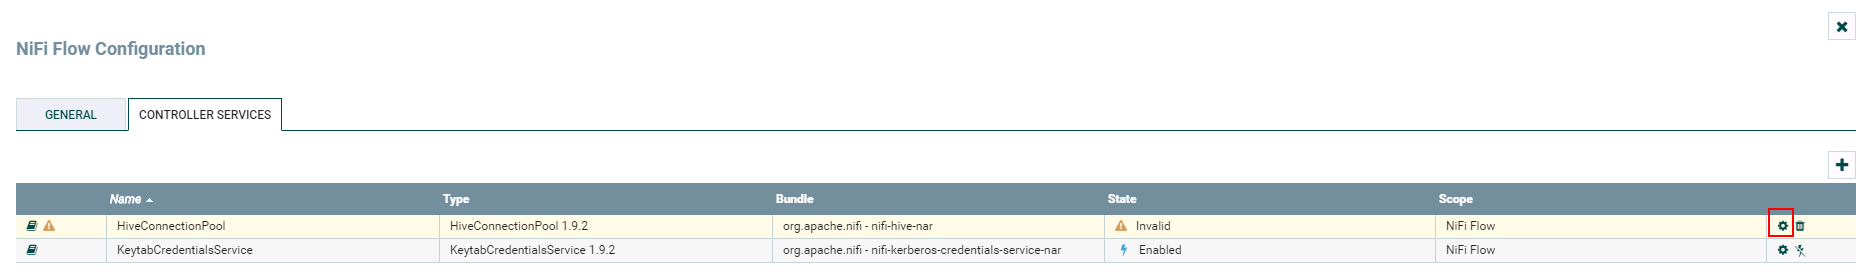 NiFi Flow Configuration
GENERAL CONTROLLER SERVICES
Name Type Bundle State Scope
HiveConnectionPool HiveConnectionPool 1.9.2 org.apache.nifi - nifi-hive-nar Invalid NiFi Flow
KeytabCredentialsService KeytabCredentialsService 1.9.2 org.apache.nifi - nifi-kerberos-credentials-service-nar Enabled NiFi Flow